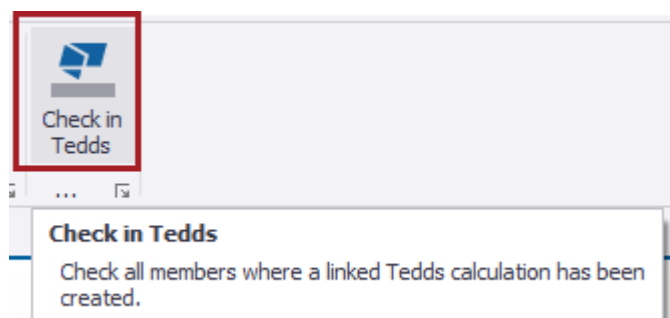 Check in
Tedds
...
Check in Tedds
Check all members where a linked Tedds calculation has been
created.